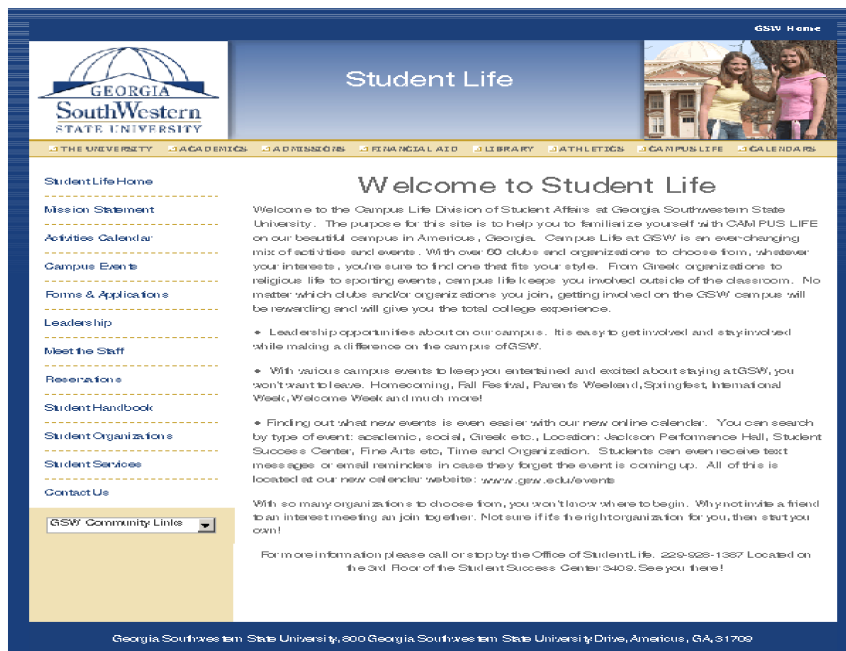 GSW Home
GEORGIA
SouthWestern
STATE UNIVERSITY
Student Life
THE UNIVERSITY ACADEMICS ADMISSIONS FINANCIAL AID LIBRARY ATHLETICS CAMPUS LIFE CALENDARS
Student Life Home
Mission Statement
Activities Calendar
Campus Events
Forms & Applications
Leadership
Meet the Staff
Reservations
Student Handbook
Student Organizations
Student Services
Contact Us
GSW Community Links
Welcome to Student Life
Welcome to the Campus Life Division of Student Affairs at Georgia Southwestern State
University. The purpose for this site is to help you to familiarize yourself with CAMPUS LIFE
on our beautiful campus in Americus, Georgia. Campus Life at GSW is an ever-changing
mix of activities and events. With over 60 clubs and organizations to choose from, whatever
your interests, you're sure to find one that fits your style. From Greek organizations to
religious life to sporting events, campus life keeps you involved outside of the classroom. No
matter which clubs and/or organizations you join, getting involved on the GSW campus will
be rewarding and will give you the total college experience.
• Leadership opportunities about on our campus. It is easy to get involved and stay involved
while making a difference on the campus of GSW.
• With various campus events to keep you entertained and excited about staying at GSW, you
won't want to leave. Homecoming, Fall Festival, Parent's Weekend, Springfest, International
Week, Welcome Week and much more!
• Finding out what new events is even easier with our new online calendar. You can search
by type of event: academic, social, Greek etc., Location: Jackson Performance Hall, Student
Success Center, Fine Arts etc, Time and Organization. Students can even receive text
messages or email reminders in case they forget the event is coming up. All of this is
located at our new calendar website: www.gsw.edu/events
With so many organizations to choose from, you won't know where to begin. Why not invite a friend
to an interest meeting an join together. Not sure if it's the right organization for you, then start your
own!
For more information please call or stop by the Office of Student Life. 229-928-1387 Located on
the 3rd Floor of the Student Success Center 3409. See you there!
Georgia Southwestern State University, 800 Georgia Southwestern State University Drive, Americus, GA, 31709